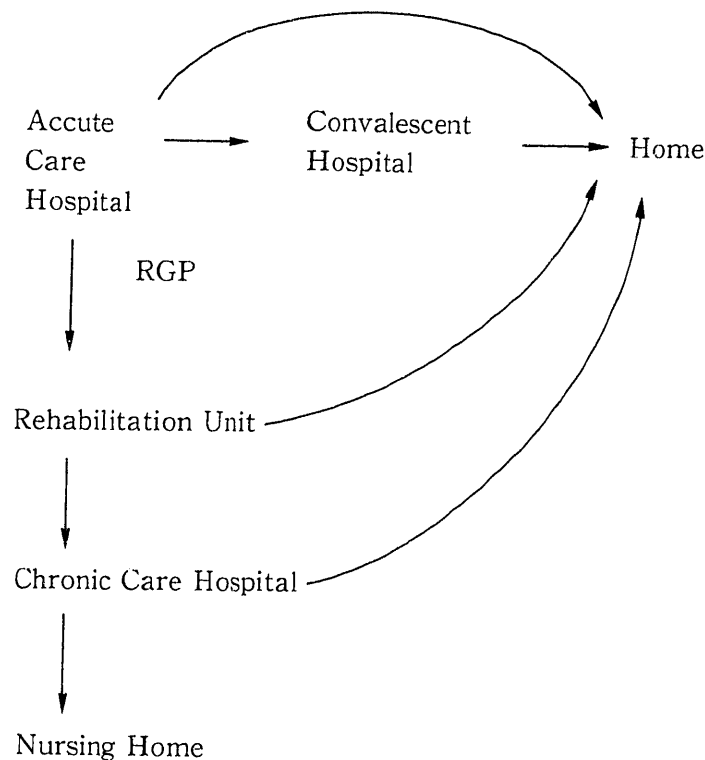 Accute
Care
Hospital
Convalescent
Hospital
Home
RGP
Rehabilitation Unit
Chronic Care Hospital
Nursing Home